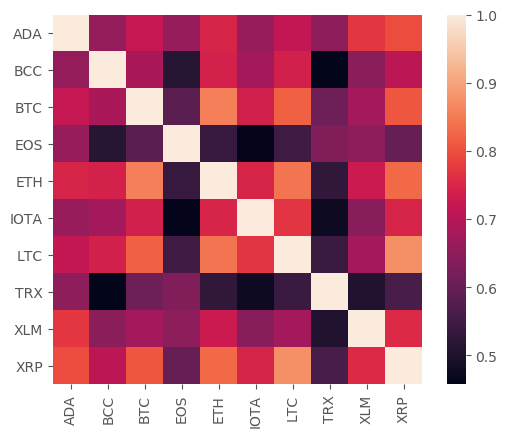 ADA
BCC
BTC
EOS
ETH
IOTA
LTC
TRX
XLM
XRP
ADA BCC BTC EOS ETH IOTA LTC TRX XLM XRP
1.0
0.9
0.8
0.7
0.6
0.5